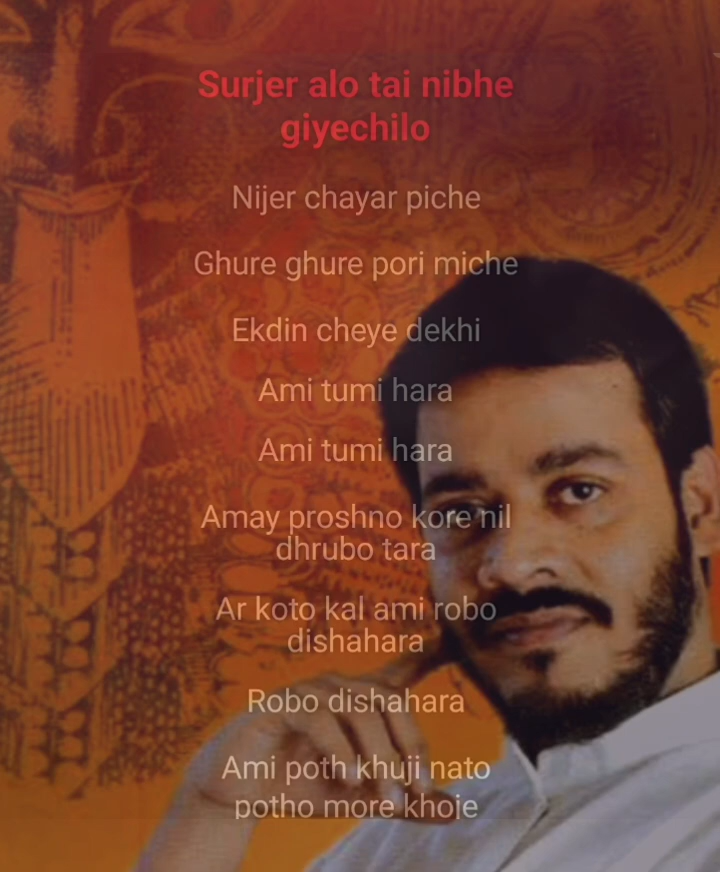 Surjer alo tai nibhe
giyechilo
Nijer chayar piche
Ghure ghure pori miche
Ekdin cheye dekhi
Ami tumi hara
Ami tumi hara
Amay proshno kore nil
dhrubo tara
Ar koto kal ami robo
dishahara
Robo dishahara
Ami poth khuji nato
potho more khoje